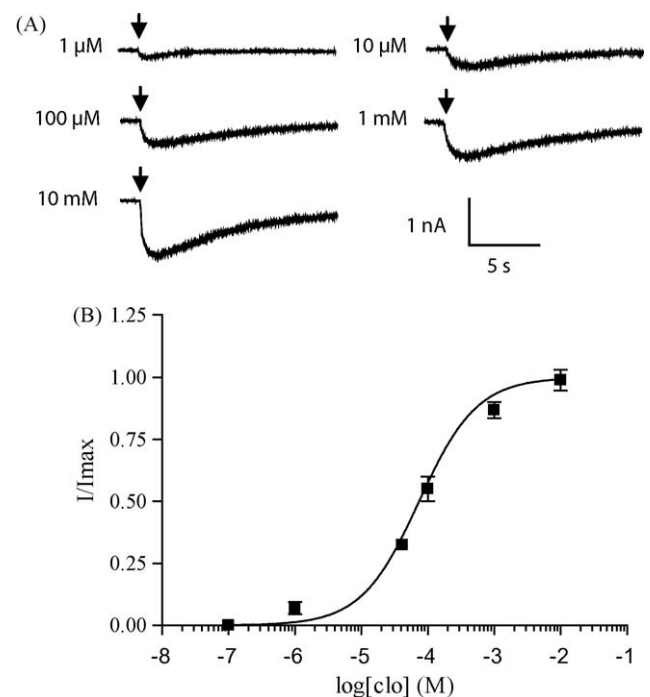 (A)
1 µM
10 µM
100 µM
1 mM
10 mM
1 nA
5 s
(B)
1.25
1.00
0.75
0.50
0.25
0.00
I/Imax
-8 -7 -6 -5 -4 -3 -2 -1
log[clo] (M)